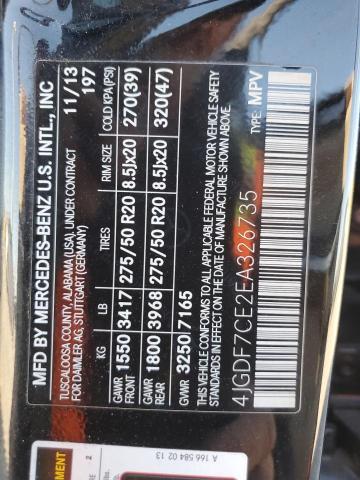 MFD BY MERCEDES-BENZ U.S. INTL., INC
TUSCALOOSA COUNTY, ALABAMA (USA), UNDER CONTRACT 11/13
FOR DAIMLER AG, STUTTGART (GERMANY) 197
KG LB TIRES RIM SIZE COLD KPA (PSI)
GAWR FRONT 1550 3417 275/50 R20 8.5Jx20 270(39)
GAWR REAR 1800 3968 275/50 R20 8.5Jx20 320(47)
GVWR 3250 7165
THIS VEHICLE CONFORMS TO ALL APPLICABLE FEDERAL MOTOR VEHICLE SAFETY
STANDARDS IN EFFECT ON THE DATE OF MANUFACTURE SHOWN ABOVE.
4JGDF7CE2EA326735 TYPE: MPV
A 166 584 02 13
2